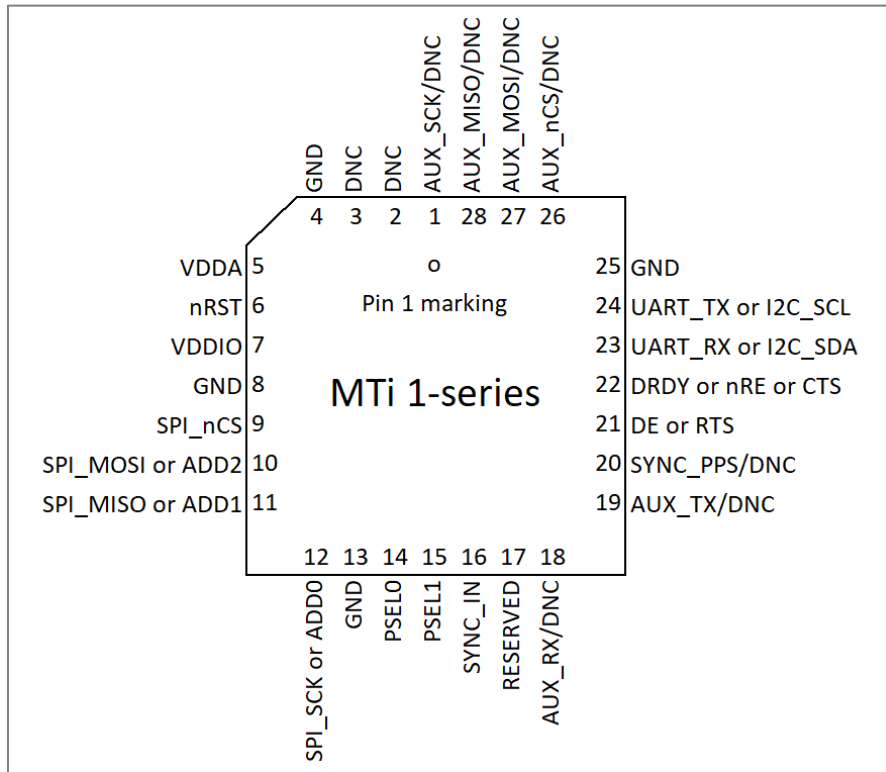 GND
DNC
DNC
AUX_SCK/DNC
AUX_MISO/DNC
AUX_MOSI/DNC
AUX_nCS/DNC
4 3 2 1 28 27 26
VDDA 5
nRST 6
VDDIO 7
GND 8
SPI_nCS 9
SPI_MOSI or ADD2 10
SPI_MISO or ADD1 11
o
Pin 1 marking
MTi 1-series
25 GND
24 UART_TX or I2C_SCL
23 UART_RX or I2C_SDA
22 DRDY or nRE or CTS
21 DE or RTS
20 SYNC_PPS/DNC
19 AUX_TX/DNC
12 13 14 15 16 17 18
SPI_SCK or ADD0
GND
PSEL0
PSEL1
SYNC_IN
RESERVED
AUX_RX/DNC